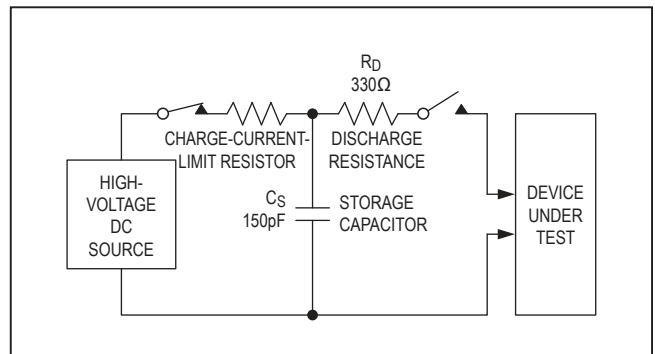 RD
330Ω
CHARGE-CURRENT-
LIMIT RESISTOR
DISCHARGE
RESISTANCE
HIGH-
VOLTAGE
DC
SOURCE
CS
150pF
STORAGE
CAPACITOR
DEVICE
UNDER
TEST